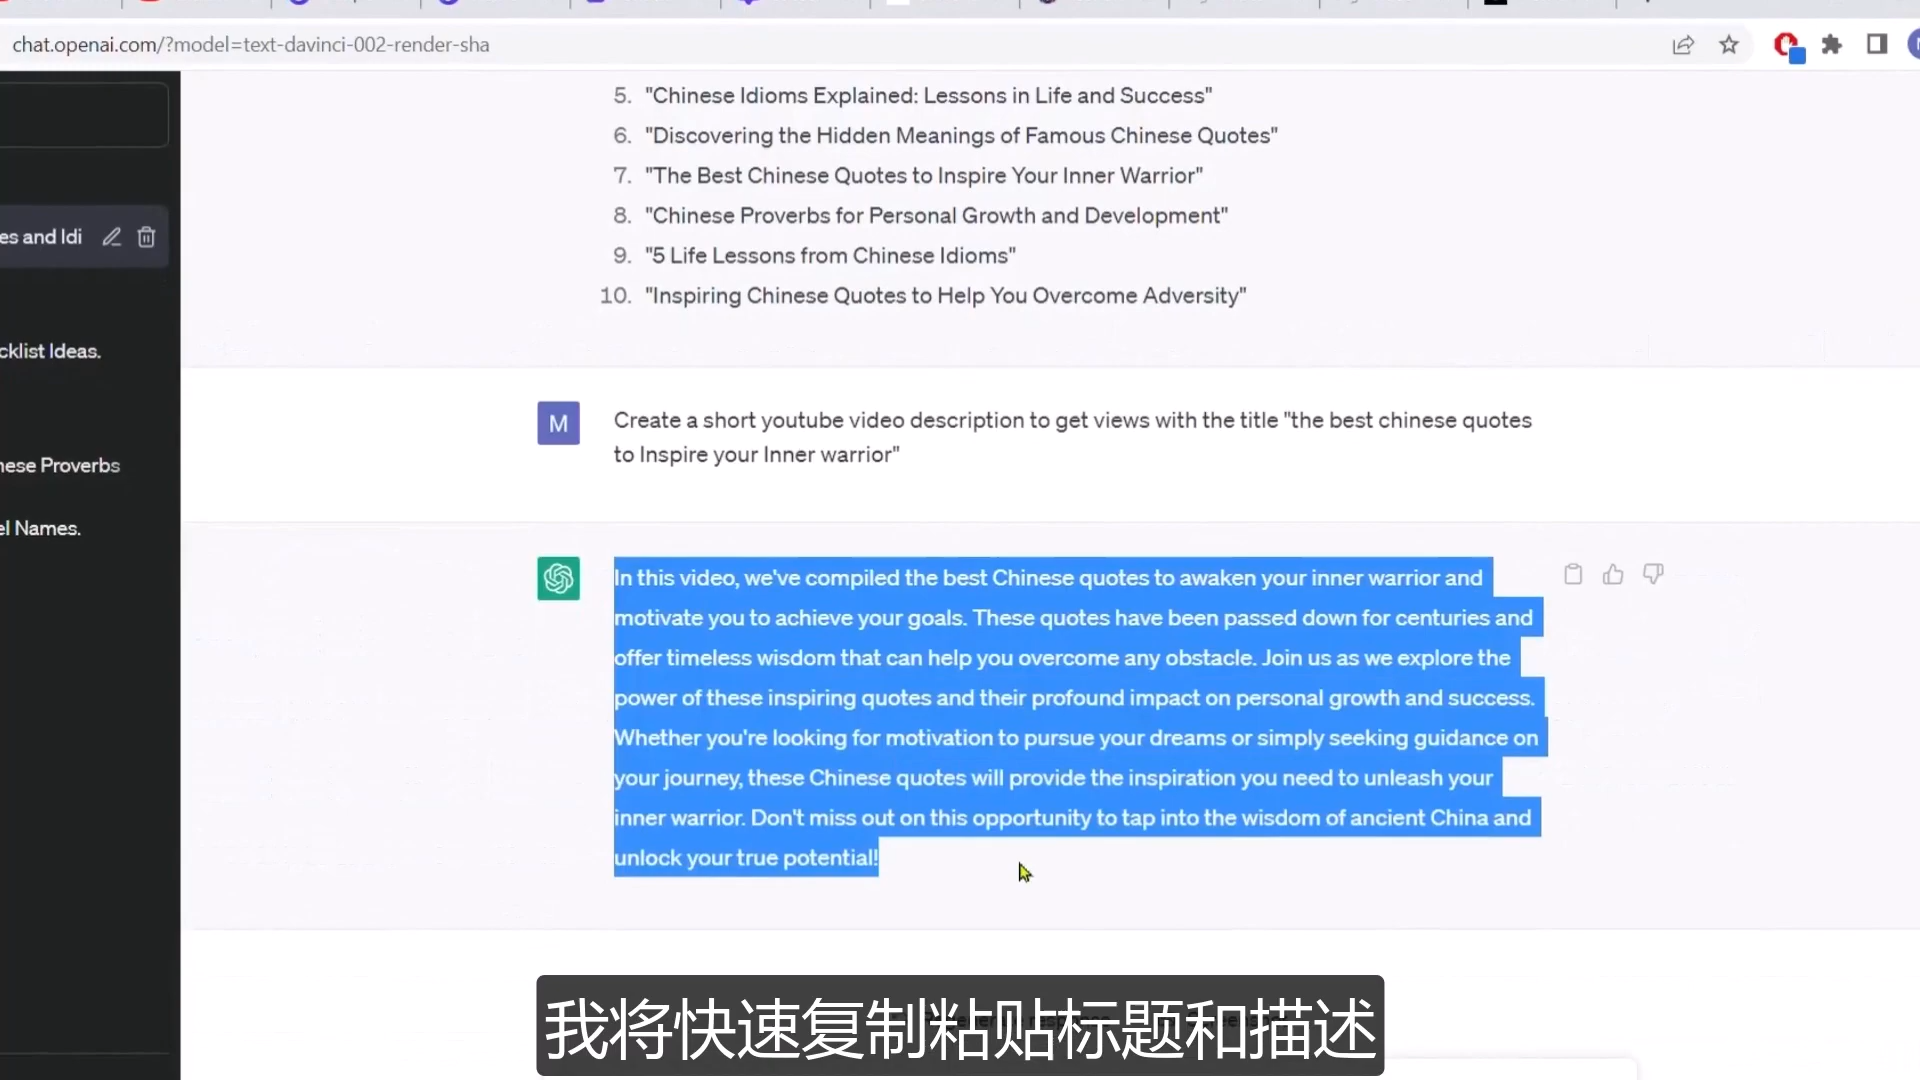 chat.openai.com/?model=text-davinci-002-render-sha
5. "Chinese Idioms Explained: Lessons in Life and Success"
6. "Discovering the Hidden Meanings of Famous Chinese Quotes"
7. "The Best Chinese Quotes to Inspire Your Inner Warrior"
8. "Chinese Proverbs for Personal Growth and Development"
9. "5 Life Lessons from Chinese Idioms"
10. "Inspiring Chinese Quotes to Help You Overcome Adversity"
es and Idi
cklist Ideas.
nese Proverbs
el Names.
M
Create a short youtube video description to get views with the title "the best chinese quotes
to Inspire your Inner warrior"
In this video, we've compiled the best Chinese quotes to awaken your inner warrior and
motivate you to achieve your goals. These quotes have been passed down for centuries and
offer timeless wisdom that can help you overcome any obstacle. Join us as we explore the
power of these inspiring quotes and their profound impact on personal growth and success.
Whether you're looking for motivation to pursue your dreams or simply seeking guidance on
your journey, these Chinese quotes will provide the inspiration you need to unleash your
inner warrior. Don't miss out on this opportunity to tap into the wisdom of ancient China and
unlock your true potential!
我将快速复制粘贴标题和描述